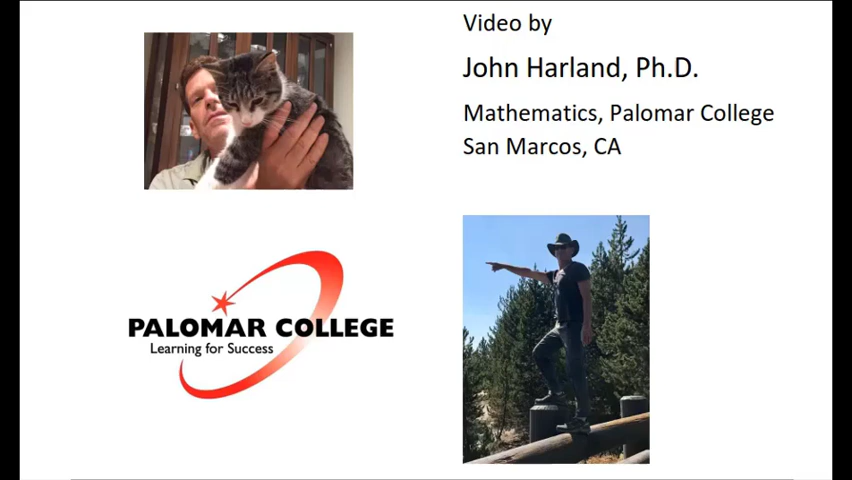 Video by
John Harland, Ph.D.
Mathematics, Palomar College
San Marcos, CA
PALOMAR COLLEGE
Learning for Success